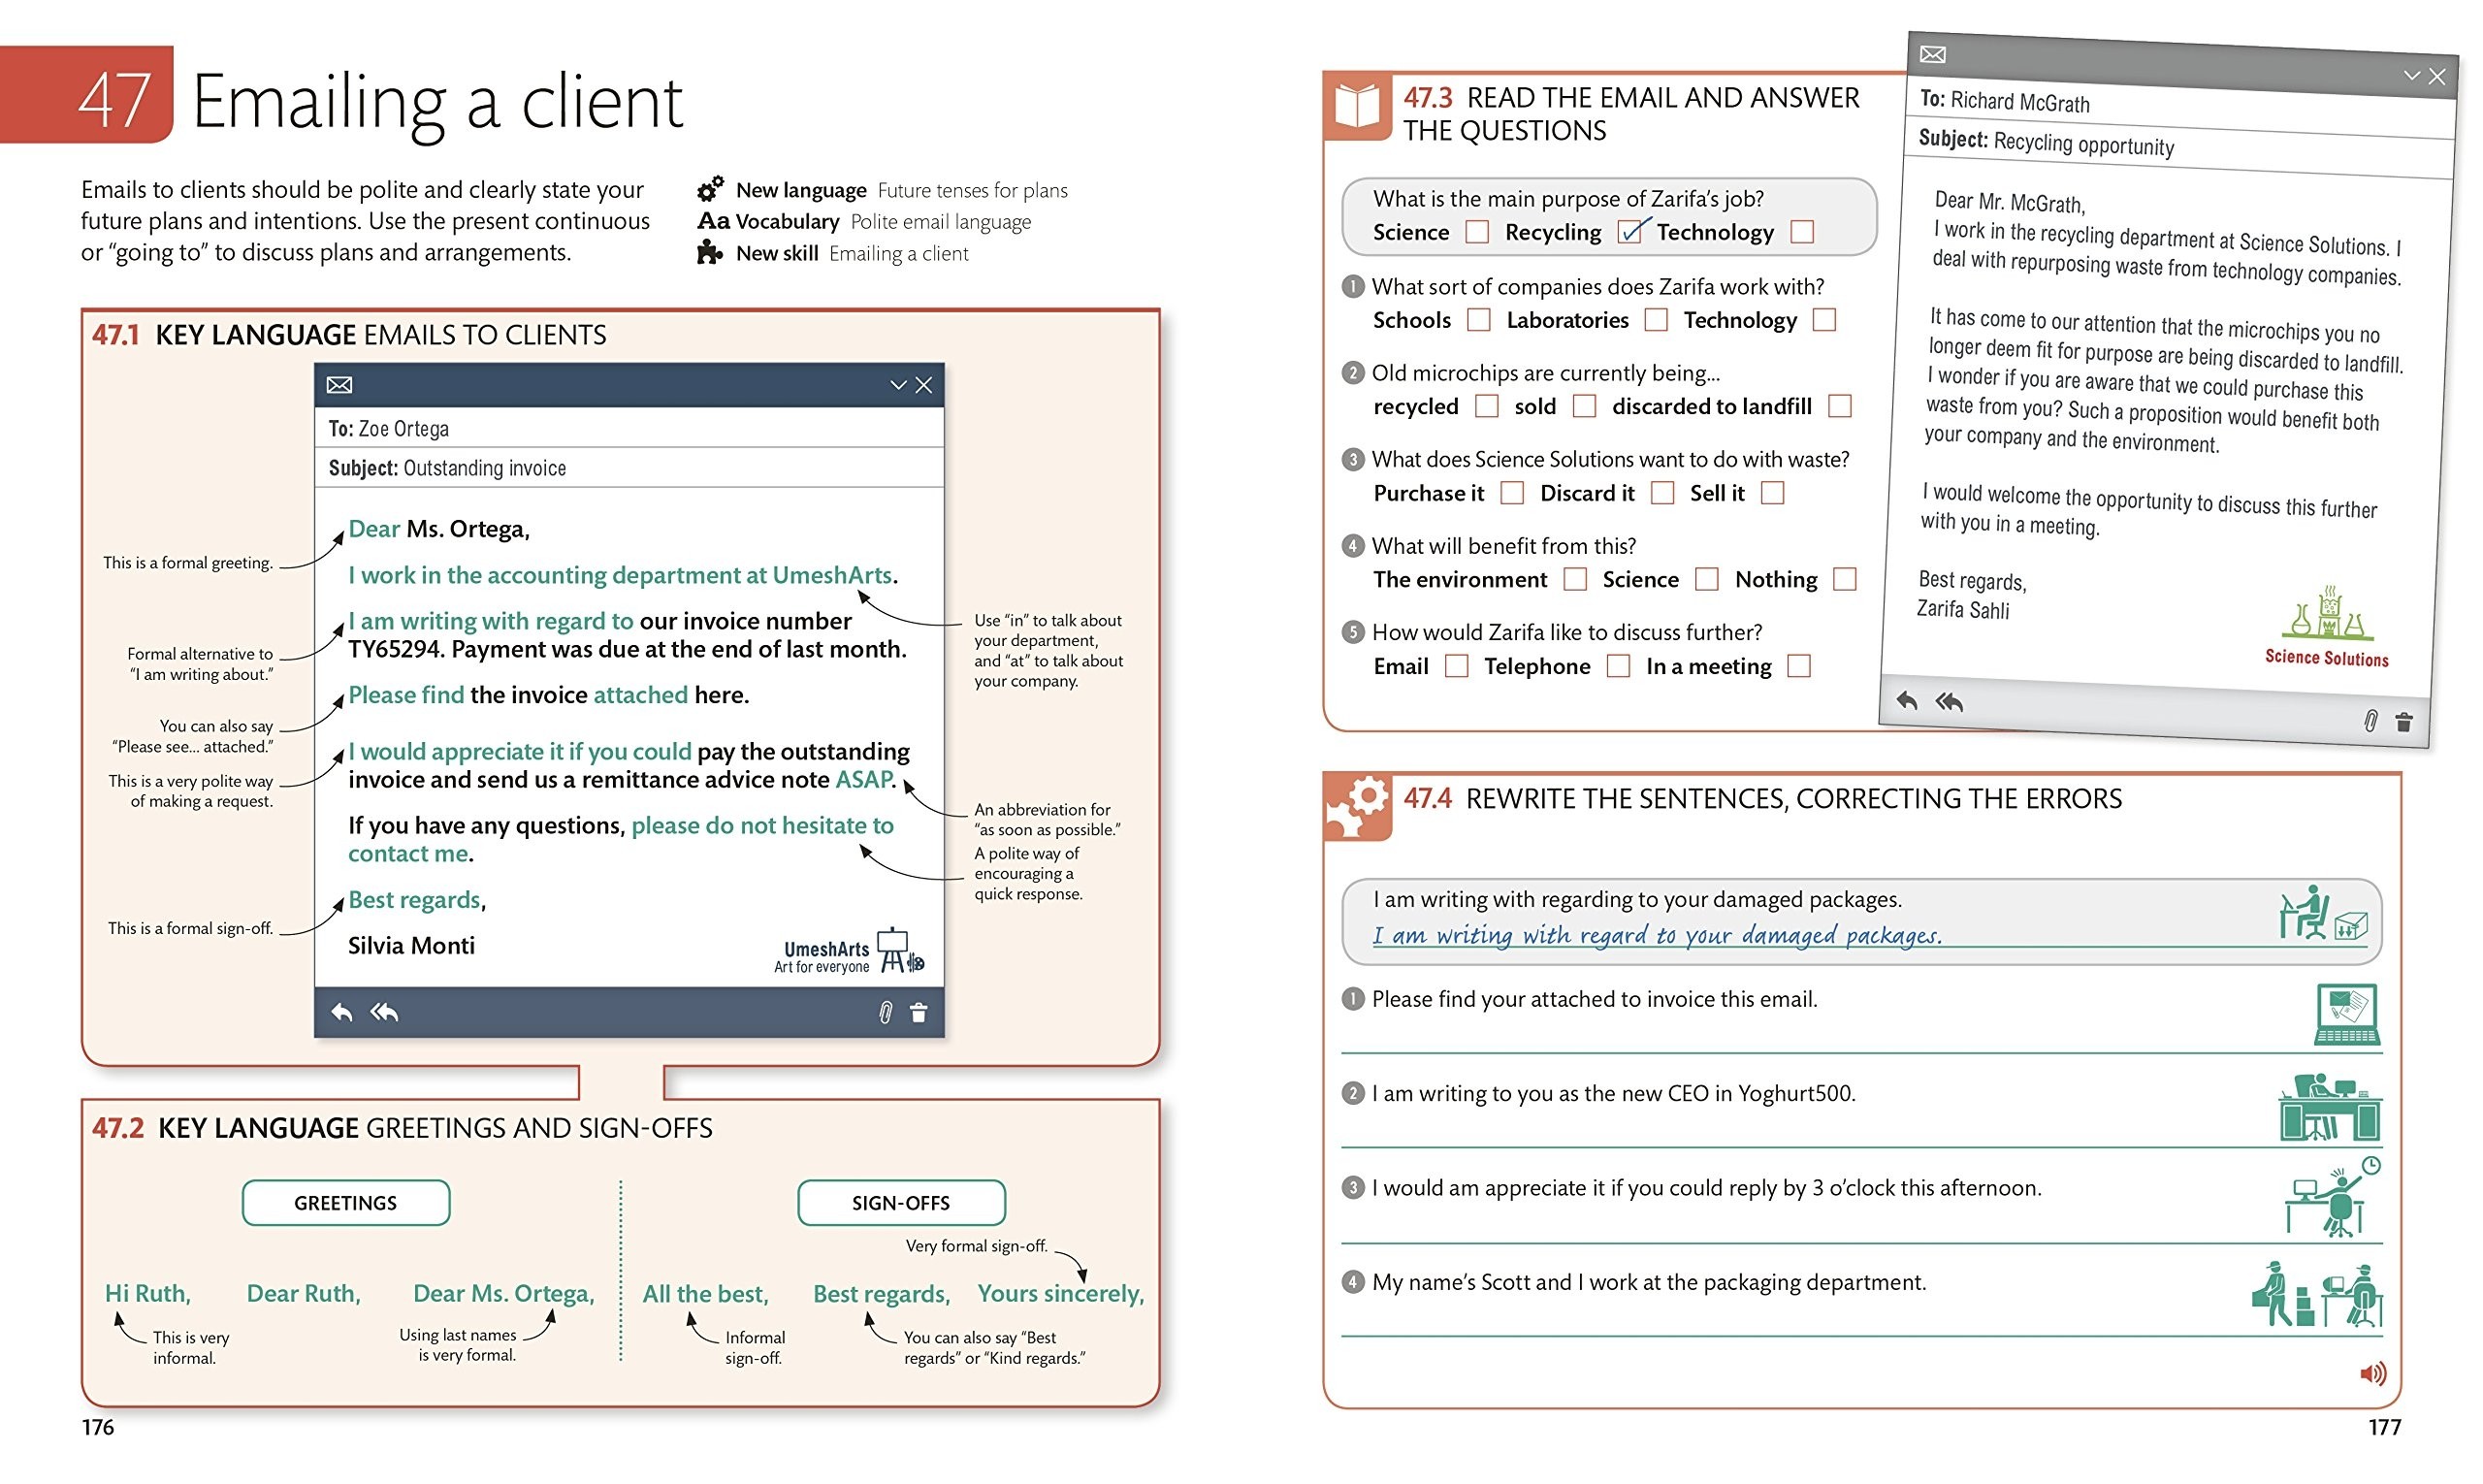 47 Emailing a client
Emails to clients should be polite and clearly state your
future plans and intentions. Use the present continuous
or “going to” to discuss plans and arrangements.
New language Future tenses for plans
Aa Vocabulary Polite email language
New skill Emailing a client
47.1 KEY LANGUAGE EMAILS TO CLIENTS
To: Zoe Ortega
Subject: Outstanding invoice
Dear Ms. Ortega,
I work in the accounting department at UmeshArts.
I am writing with regard to our invoice number
TY65294. Payment was due at the end of last month.
Please find the invoice attached here.
I would appreciate it if you could pay the outstanding
invoice and send us a remittance advice note ASAP.
If you have any questions, please do not hesitate to
contact me.
Best regards,
Silvia Monti
UmeshArts
Art for everyone
This is a formal greeting.
Formal alternative to
“I am writing about.”
You can also say
“Please see... attached.”
This is a very polite way
of making a request.
This is a formal sign-off.
Use “in” to talk about
your department,
and “at” to talk about
your company.
An abbreviation for
“as soon as possible.”
A polite way of
encouraging a
quick response.
47.2 KEY LANGUAGE GREETINGS AND SIGN-OFFS
GREETINGS
Hi Ruth,
Dear Ruth,
Dear Ms. Ortega,
This is very
informal.
Using last names
is very formal.
SIGN-OFFS
Very formal sign-off.
All the best,
Best regards,
Yours sincerely,
Informal
sign-off.
You can also say “Best
regards” or “Kind regards.”
176
47.3 READ THE EMAIL AND ANSWER
THE QUESTIONS
What is the main purpose of Zarifa’s job?
Science Recycling Technology
1 What sort of companies does Zarifa work with?
Schools Laboratories Technology
2 Old microchips are currently being...
recycled sold discarded to landfill
3 What does Science Solutions want to do with waste?
Purchase it Discard it Sell it
4 What will benefit from this?
The environment Science Nothing
5 How would Zarifa like to discuss further?
Email Telephone In a meeting
To: Richard McGrath
Subject: Recycling opportunity
Dear Mr. McGrath,
I work in the recycling department at Science Solutions. I
deal with repurposing waste from technology companies.
It has come to our attention that the microchips you no
longer deem fit for purpose are being discarded to landfill.
I wonder if you are aware that we could purchase this
waste from you? Such a proposition would benefit both
your company and the environment.
I would welcome the opportunity to discuss this further
with you in a meeting.
Best regards,
Zarifa Sahli
Science Solutions
47.4 REWRITE THE SENTENCES, CORRECTING THE ERRORS
I am writing with regarding to your damaged packages.
I am writing with regard to your damaged packages.
1 Please find your attached to invoice this email.
2 I am writing to you as the new CEO in Yoghurt500.
3 I would am appreciate it if you could reply by 3 o’clock this afternoon.
4 My name’s Scott and I work at the packaging department.
177